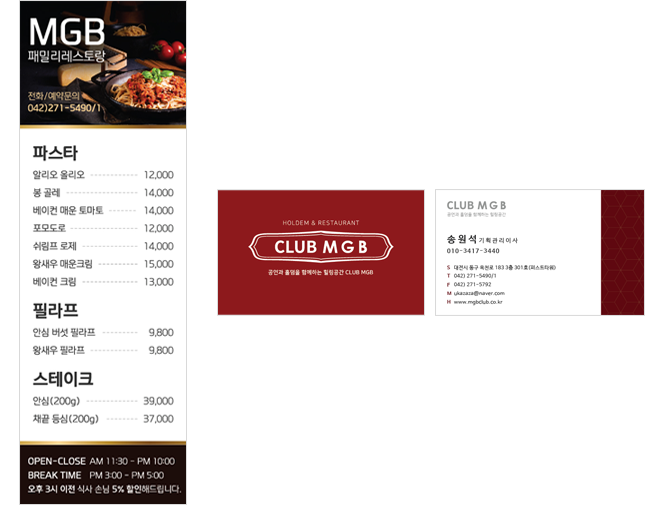 MGB
패밀리레스토랑
전화/예약문의
042)271-5490/1
파스타
알리오 올리오 12,000
봉골레 14,000
베이컨 매운 토마토 14,000
포모도로 12,000
쉬림프 로제 14,000
왕새우 매운크림 15,000
베이컨 크림 13,000
필라프
안심 버섯 필라프 9,800
왕새우 필라프 9,800
스테이크
안심(200g) 39,000
채끝 등심(200g) 37,000
OPEN-CLOSE AM 11:30 - PM 10:00
BREAK TIME PM 3:00 - PM 5:00
오후 3시 이전 식사 손님 5% 할인해드립니다.
HOLDEM & RESTAURANT
CLUB MGB
공연과 홀덤을 함께하는 힐링공간 CLUB MGB
CLUB MGB
공연과 홀덤을 함께하는 힐링공간
송원석 기획관리이사
010-3417-3440
S 대전시 동구 옥천로 183 3층 301호(퍼스트타워)
T 042) 271-5490/1
F 042) 271-5792
M ukazaza@naver.com
H www.mgbclub.co.kr